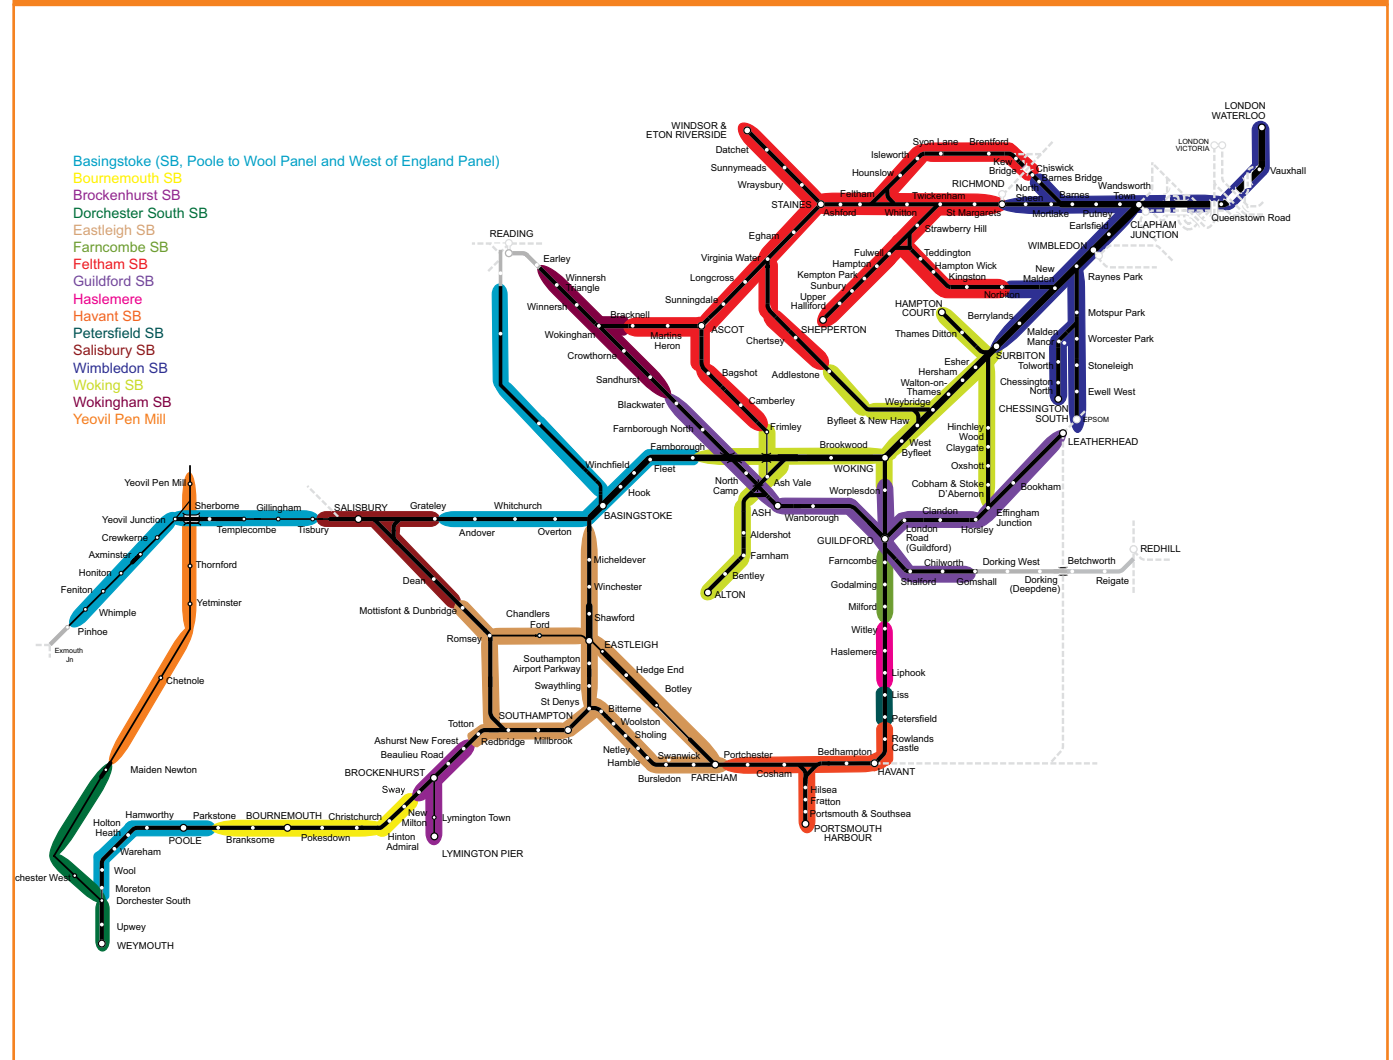 LONDON
WATERLOO
WINDSOR &
ETON RIVERSIDE
LONDON
VICTORIA
Syon Lane
Brentford
Datchet
Isleworth
Kew
Bridge
Chiswick
Barnes Bridge
Sunnymeads
Hounslow
Vauxhall
Wraysbury
RICHMOND
North
Sheen
Barnes
Wandsworth
Town
Feltham
Twickenham
STAINES
Ashford
Whitton
St Margarets
Mortlake
Putney
Earlsfield
CLAPHAM
JUNCTION
Queenstown Road
Basingstoke (SB, Poole to Wool Panel and West of England Panel)
Bournemouth SB
Brockenhurst SB
Dorchester South SB
Eastleigh SB
Farncombe SB
Feltham SB
Guildford SB
Haslemere
Havant SB
Petersfield SB
Salisbury SB
Wimbledon SB
Woking SB
Wokingham SB
Yeovil Pen Mill
READING
Egham
Strawberry Hill
WIMBLEDON
Earley
Virginia Water
Fulwell
Teddington
Hampton
Hampton Wick
New
Malden
Raynes Park
Winnersh
Triangle
Longcross
Kempton Park
Kingston
Sunbury
Norbiton
Winnersh
Sunningdale
Upper
Halliford
HAMPTON
COURT
Berrylands
Motspur Park
Bracknell
Wokingham
Martins
Heron
ASCOT
SHEPPERTON
Thames Ditton
Malden
Manor
Worcester Park
Chertsey
Crowthorne
SURBITON
Tolworth
Stoneleigh
Esher
Hersham
Sandhurst
Bagshot
Addlestone
Walton-on-
Thames
Chessington
North
Ewell West
Blackwater
Camberley
Weybridge
CHESSINGTON
SOUTH
EPSOM
Byfleet & New Haw
Farnborough North
Frimley
Hinchley
Wood
LEATHERHEAD
Farnborough
Brookwood
West
Byfleet
Claygate
Winchfield
Fleet
WOKING
Oxshott
Hook
North
Camp
Ash Vale
Worplesdon
Cobham & Stoke
D'Abernon
Bookham
Yeovil Pen Mill
Sherborne
Gillingham
SALISBURY
Grateley
Whitchurch
BASINGSTOKE
ASH
Wanborough
Clandon
Effingham
Junction
Yeovil Junction
Templecombe
Tisbury
Andover
Overton
London
Road
(Guildford)
Horsley
Crewkerne
Aldershot
GUILDFORD
REDHILL
Axminster
Micheldever
Farnham
Farncombe
Chilworth
Dorking West
Betchworth
Thornford
Honiton
Dean
Bentley
Shalford
Gomshall
Dorking
(Deepdene)
Reigate
Feniton
Winchester
Godalming
ALTON
Yetminster
Whimple
Mottisfont & Dunbridge
Chandlers
Ford
Shawford
Milford
Pinhoe
Romsey
EASTLEIGH
Witley
Exmouth
Jn
Southampton
Airport Parkway
Haslemere
Hedge End
Chetnole
Swaythling
Botley
Liphook
St Denys
Liss
SOUTHAMPTON
Bitterne
Woolston
Petersfield
Totton
Sholing
Ashurst New Forest
Redbridge
Millbrook
Rowlands
Castle
Beaulieu Road
Netley
Hamble
Swanwick
Portchester
Bedhampton
Maiden Newton
BROCKENHURST
Bursledon
FAREHAM
Cosham
HAVANT
Sway
Hilsea
Fratton
Holton
Heath
Hamworthy
Parkstone
BOURNEMOUTH
Christchurch
New
Milton
Lymington Town
Portsmouth & Southsea
PORTSMOUTH
HARBOUR
POOLE
Branksome
Pokesdown
Hinton
Admiral
LYMINGTON PIER
Wareham
Wool
chester West
Moreton
Dorchester South
Upwey
WEYMOUTH